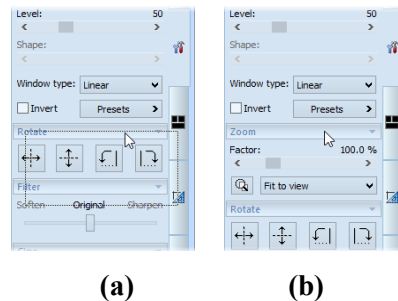 Level: 50
Shape:
Window type: Linear
Invert Presets
Rotate
Filter
Soften Original Sharpen
(a)
Level: 50
Shape:
Window type: Linear
Invert Presets
Zoom
Factor: 100.0 %
Fit to view
Rotate
(b)